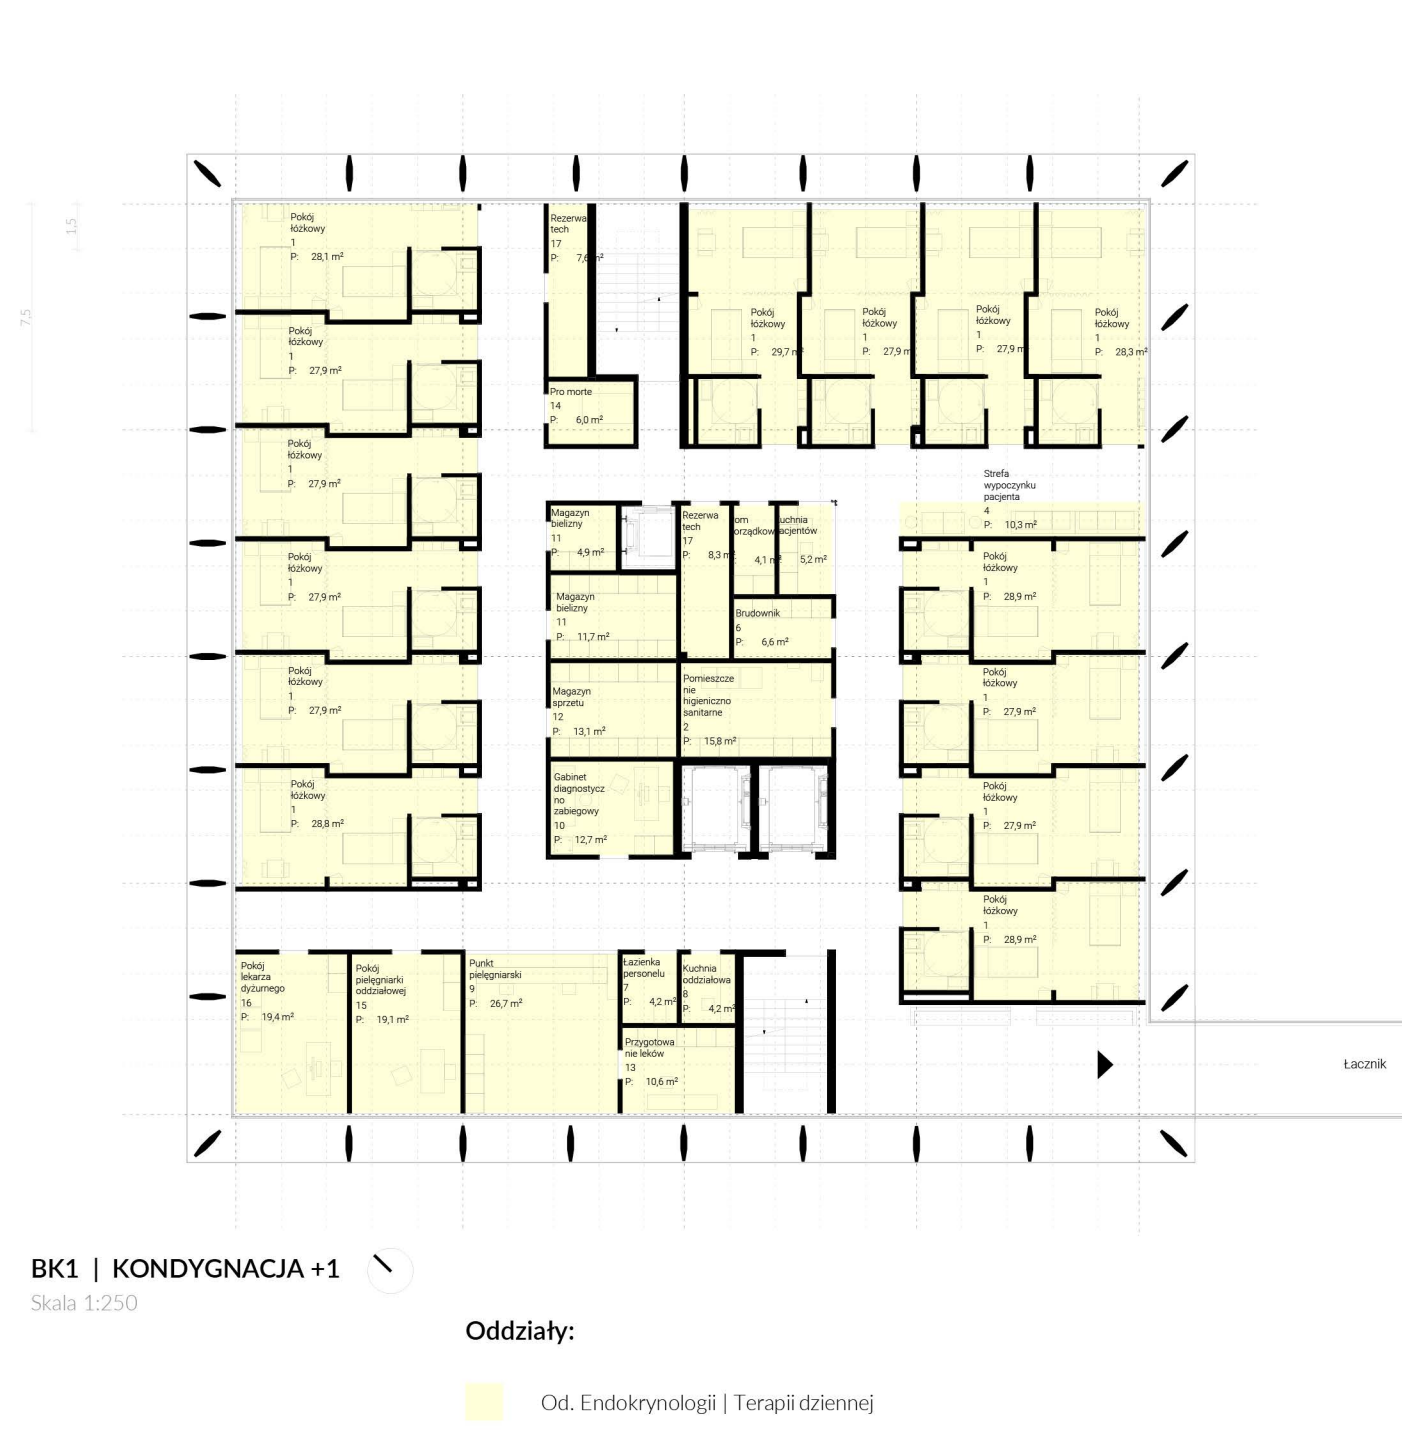 1,5
7,5
Pokój
łóżkowy
1
P: 28,1 m²
Pokój
łóżkowy
1
P: 27,9 m²
Pokój
łóżkowy
1
P: 27,9 m²
Pokój
łóżkowy
1
P: 27,9 m²
Pokój
łóżkowy
1
P: 27,9 m²
Pokój
łóżkowy
1
P: 28,8 m²
Rezerwa
tech
17
P: 7,6 m²
Pro morte
14
P: 6,0 m²
Pokój
łóżkowy
1
P: 29,7 m²
Pokój
łóżkowy
1
P: 27,9 m
Pokój
łóżkowy
1
P: 27,9 m
Pokój
łóżkowy
1
P: 28,3 m²
Strefa
wypoczynku
pacjenta
4
P: 10,3 m²
Magazyn
bielizny
11
P: 4,9 m²
Rezerwa
tech
17
P: 8,3 m²
om
orządkow
4,1 m²
uchnia
acjentów
5,2 m²
Magazyn
bielizny
11
P: 11,7 m²
Brudownik
6
P: 6,6 m²
Magazyn
sprzętu
12
P: 13,1 m²
Pomieszcze
nie
higieniczno
sanitarne
2
P: 15,8 m²
Gabinet
diagnostycz
no
zabiegowy
10
P: 12,7 m²
Pokój
łóżkowy
1
P: 28,9 m²
Pokój
łóżkowy
1
P: 27,9 m²
Pokój
łóżkowy
1
P: 27,9 m²
Pokój
łóżkowy
1
P: 28,9 m²
Pokój
lekarza
dyżurnego
16
P: 19,4 m²
Pokój
pielęgniarki
oddziałowej
15
P: 19,1 m²
Punkt
pielęgniarski
9
P: 26,7 m²
Łazienka
personelu
7
P: 4,2 m²
Kuchnia
oddziałowa
8
P: 4,2 m²
Przygotowa
nie leków
13
P: 10,6 m²
Łacznik
BK1 | KONDYGNACJA +1
Skala 1:250
Oddziały:
Od. Endokrynologii | Terapii dziennej